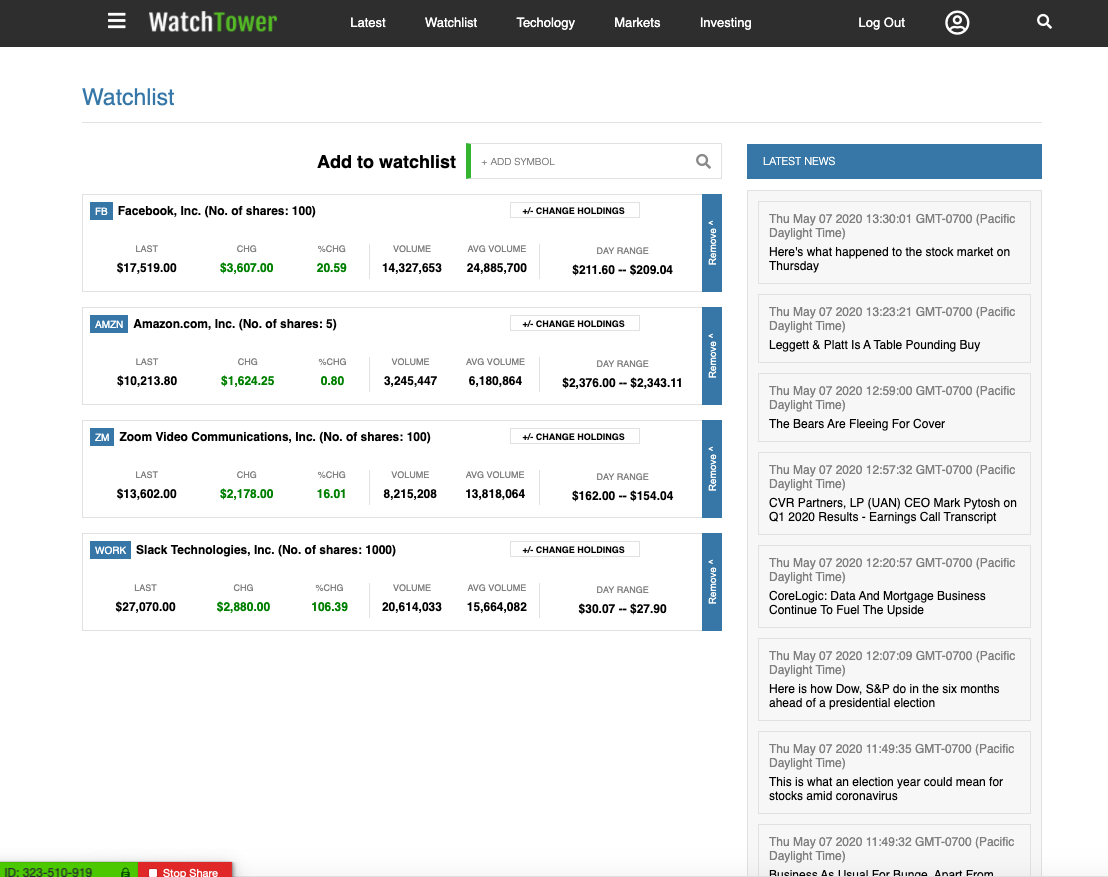 WatchTower
Latest
Watchlist
Techology
Markets
Investing
Log Out
Watchlist
Add to watchlist
+ ADD SYMBOL
FB Facebook, Inc. (No. of shares: 100)
+/- CHANGE HOLDINGS
LAST CHG %CHG VOLUME AVG VOLUME DAY RANGE
$17,519.00 $3,607.00 20.59 14,327,653 24,885,700 $211.60 -- $209.04
Remove ^
AMZN Amazon.com, Inc. (No. of shares: 5)
+/- CHANGE HOLDINGS
LAST CHG %CHG VOLUME AVG VOLUME DAY RANGE
$10,213.80 $1,624.25 0.80 3,245,447 6,180,864 $2,376.00 -- $2,343.11
Remove ^
ZM Zoom Video Communications, Inc. (No. of shares: 100)
+/- CHANGE HOLDINGS
LAST CHG %CHG VOLUME AVG VOLUME DAY RANGE
$13,602.00 $2,178.00 16.01 8,215,208 13,818,064 $162.00 -- $154.04
Remove ^
WORK Slack Technologies, Inc. (No. of shares: 1000)
+/- CHANGE HOLDINGS
LAST CHG %CHG VOLUME AVG VOLUME DAY RANGE
$27,070.00 $2,880.00 106.39 20,614,033 15,664,082 $30.07 -- $27.90
Remove ^
LATEST NEWS
Thu May 07 2020 13:30:01 GMT-0700 (Pacific
Daylight Time)
Here's what happened to the stock market on
Thursday
Thu May 07 2020 13:23:21 GMT-0700 (Pacific
Daylight Time)
Leggett & Platt Is A Table Pounding Buy
Thu May 07 2020 12:59:00 GMT-0700 (Pacific
Daylight Time)
The Bears Are Fleeing For Cover
Thu May 07 2020 12:57:32 GMT-0700 (Pacific
Daylight Time)
CVR Partners, LP (UAN) CEO Mark Pytosh on
Q1 2020 Results - Earnings Call Transcript
Thu May 07 2020 12:20:57 GMT-0700 (Pacific
Daylight Time)
CoreLogic: Data And Mortgage Business
Continue To Fuel The Upside
Thu May 07 2020 12:07:09 GMT-0700 (Pacific
Daylight Time)
Here is how Dow, S&P do in the six months
ahead of a presidential election
Thu May 07 2020 11:49:35 GMT-0700 (Pacific
Daylight Time)
This is what an election year could mean for
stocks amid coronavirus
Thu May 07 2020 11:49:32 GMT-0700 (Pacific
Daylight Time)
Business As Usual For Bunge, Apart From
ID: 323-510-919
Stop Share